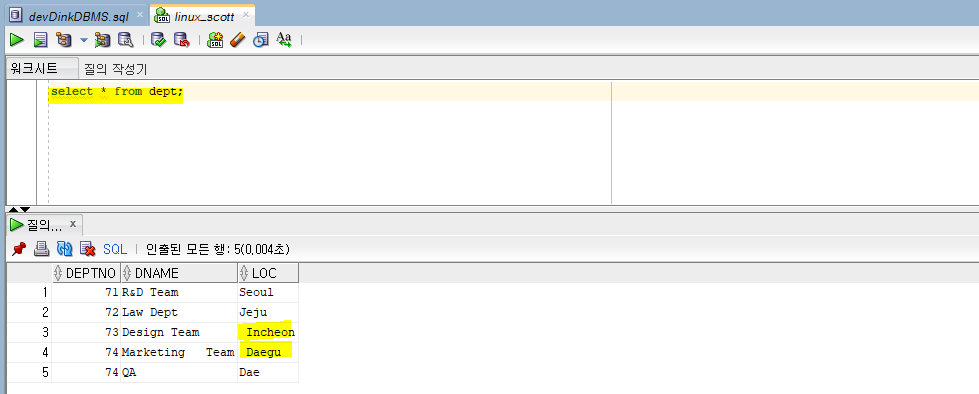 devDinkDBMS.sql × linux_scott ×
SQL Aa
워크시트 질의 작성기
select * from dept;
질의... x
SQL 인출된 모든 행: 5(0,004초)
DEPTNO DNAME LOC
1 71 R&D Team Seoul
2 72 Law Dept Jeju
3 73 Design Team Incheon
4 74 Marketing Team Daegu
5 74 QA Dae